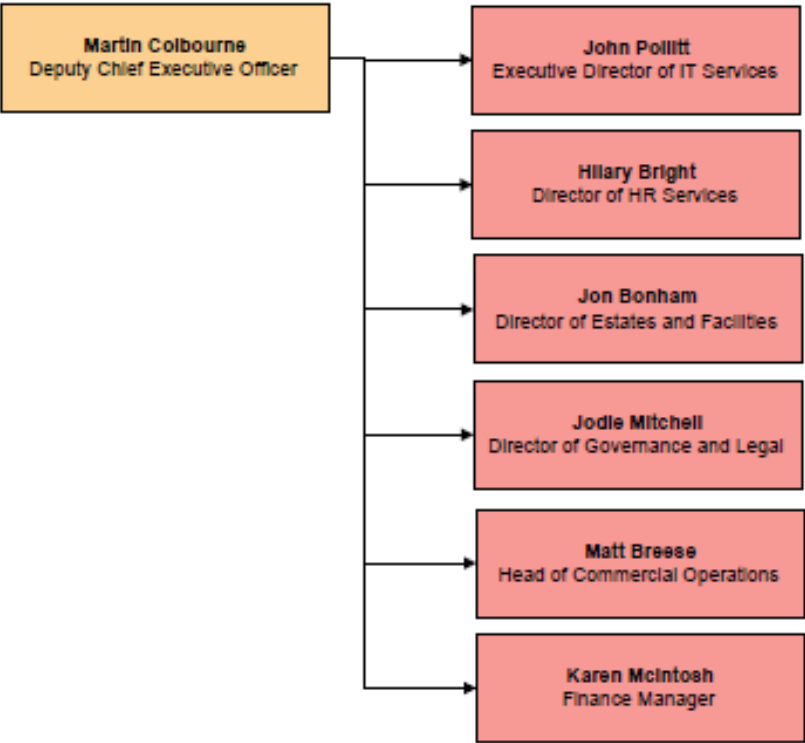 Martin Colbourne
Deputy Chief Executive Officer
John Pollitt
Executive Director of IT Services
Hilary Bright
Director of HR Services
Jon Bonham
Director of Estates and Facilities
Jodie Mitchell
Director of Governance and Legal
Matt Breese
Head of Commercial Operations
Karen McIntosh
Finance Manager